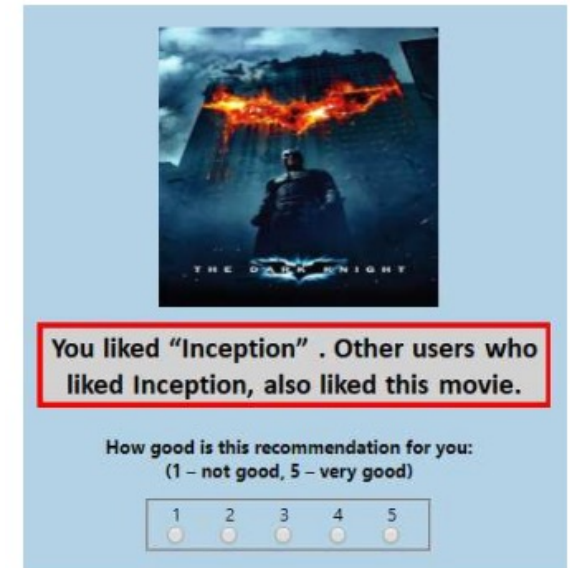 THE DARK KNIGHT
You liked “Inception” . Other users who
liked Inception, also liked this movie.
How good is this recommendation for you:
(1 – not good, 5 – very good)
1 2 3 4 5